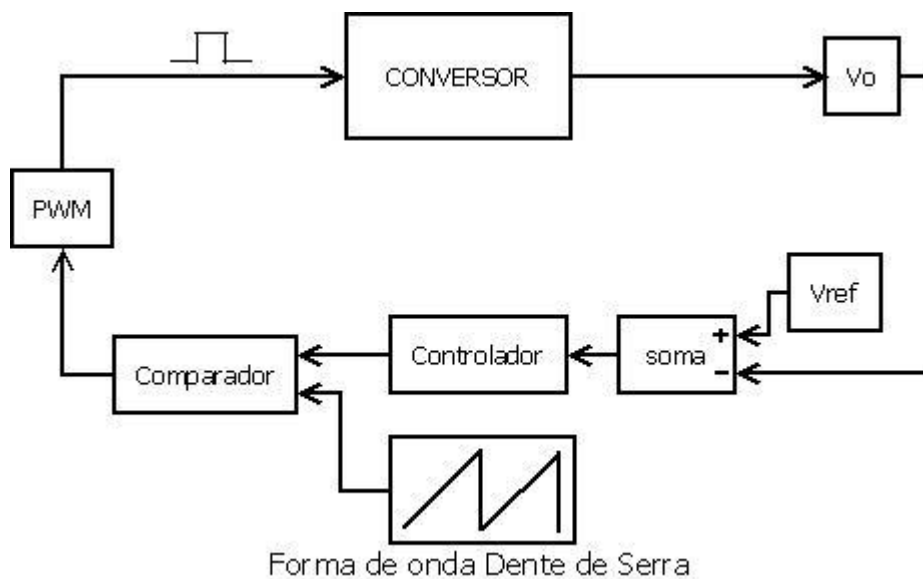 CONVERSOR
Vo
PWM
Vref
+
soma
-
Controlador
Comparador
Forma de onda Dente de Serra